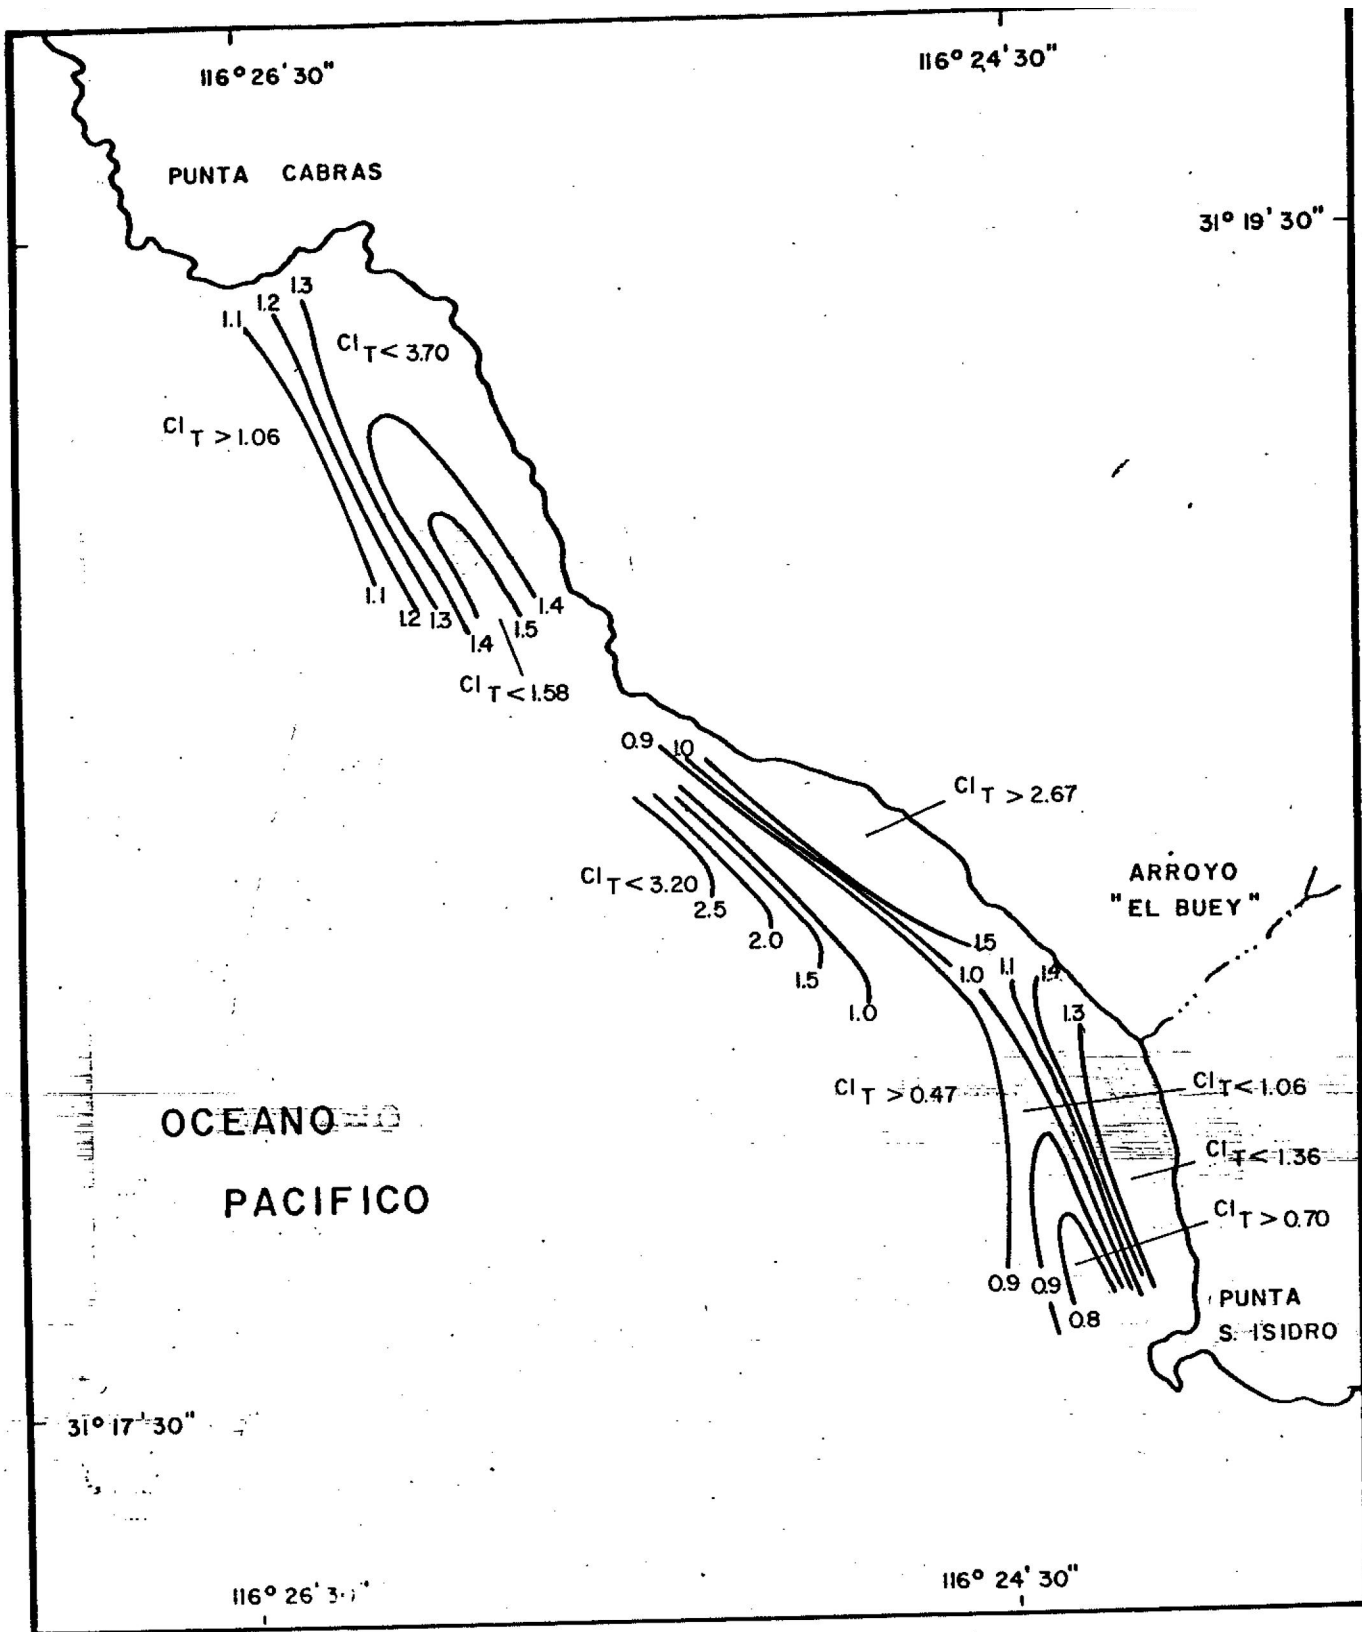 116° 26' 30"
116° 24' 30"
PUNTA CABRAS
31° 19' 30"
1.3
1.2
1.1
Cl T < 3.70
Cl T > 1.06
1.1
1.2
1.3
1.4
1.5
1.4
Cl T < 1.58
0.9
1.0
Cl T > 2.67
ARROYO
"EL BUEY"
Cl T < 3.20
2.5
2.0
1.5
1.0
1.5
1.0
1.1
1.4
1.3
Cl T > 0.47
Cl T < 1.06
OCEANO
PACIFICO
Cl T < 1.36
Cl T > 0.70
0.9
0.9
0.8
PUNTA
S. ISIDRO
31° 17' 30"
116° 26'
116° 24' 30"